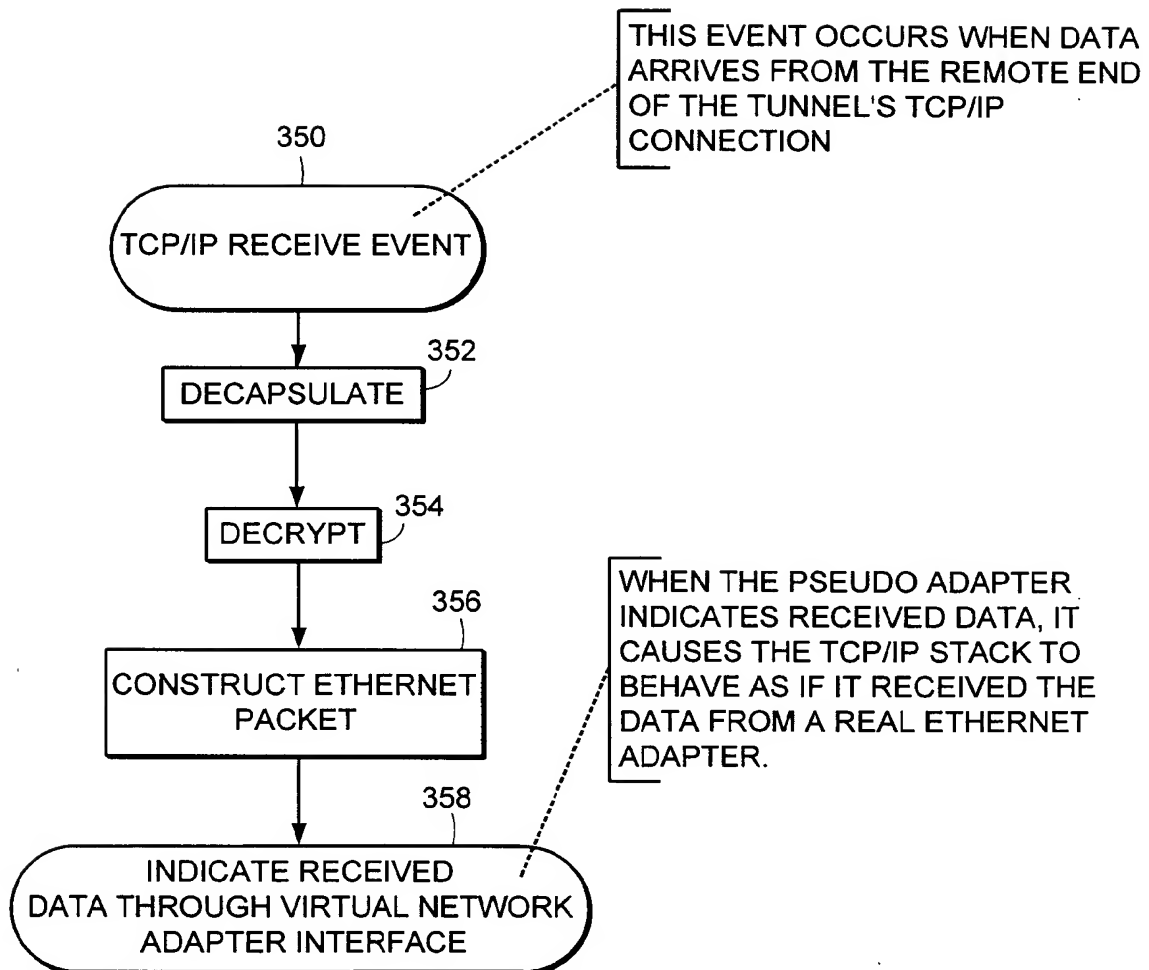 THIS EVENT OCCURS WHEN DATA
ARRIVES FROM THE REMOTE END
OF THE TUNNEL'S TCP/IP
CONNECTION
350
TCP/IP RECEIVE EVENT
352
DECAPSULATE
354
DECRYPT
WHEN THE PSEUDO ADAPTER
INDICATES RECEIVED DATA, IT
CAUSES THE TCP/IP STACK TO
BEHAVE AS IF IT RECEIVED THE
DATA FROM A REAL ETHERNET
ADAPTER.
356
CONSTRUCT ETHERNET
PACKET
358
INDICATE RECEIVED
DATA THROUGH VIRTUAL NETWORK
ADAPTER INTERFACE